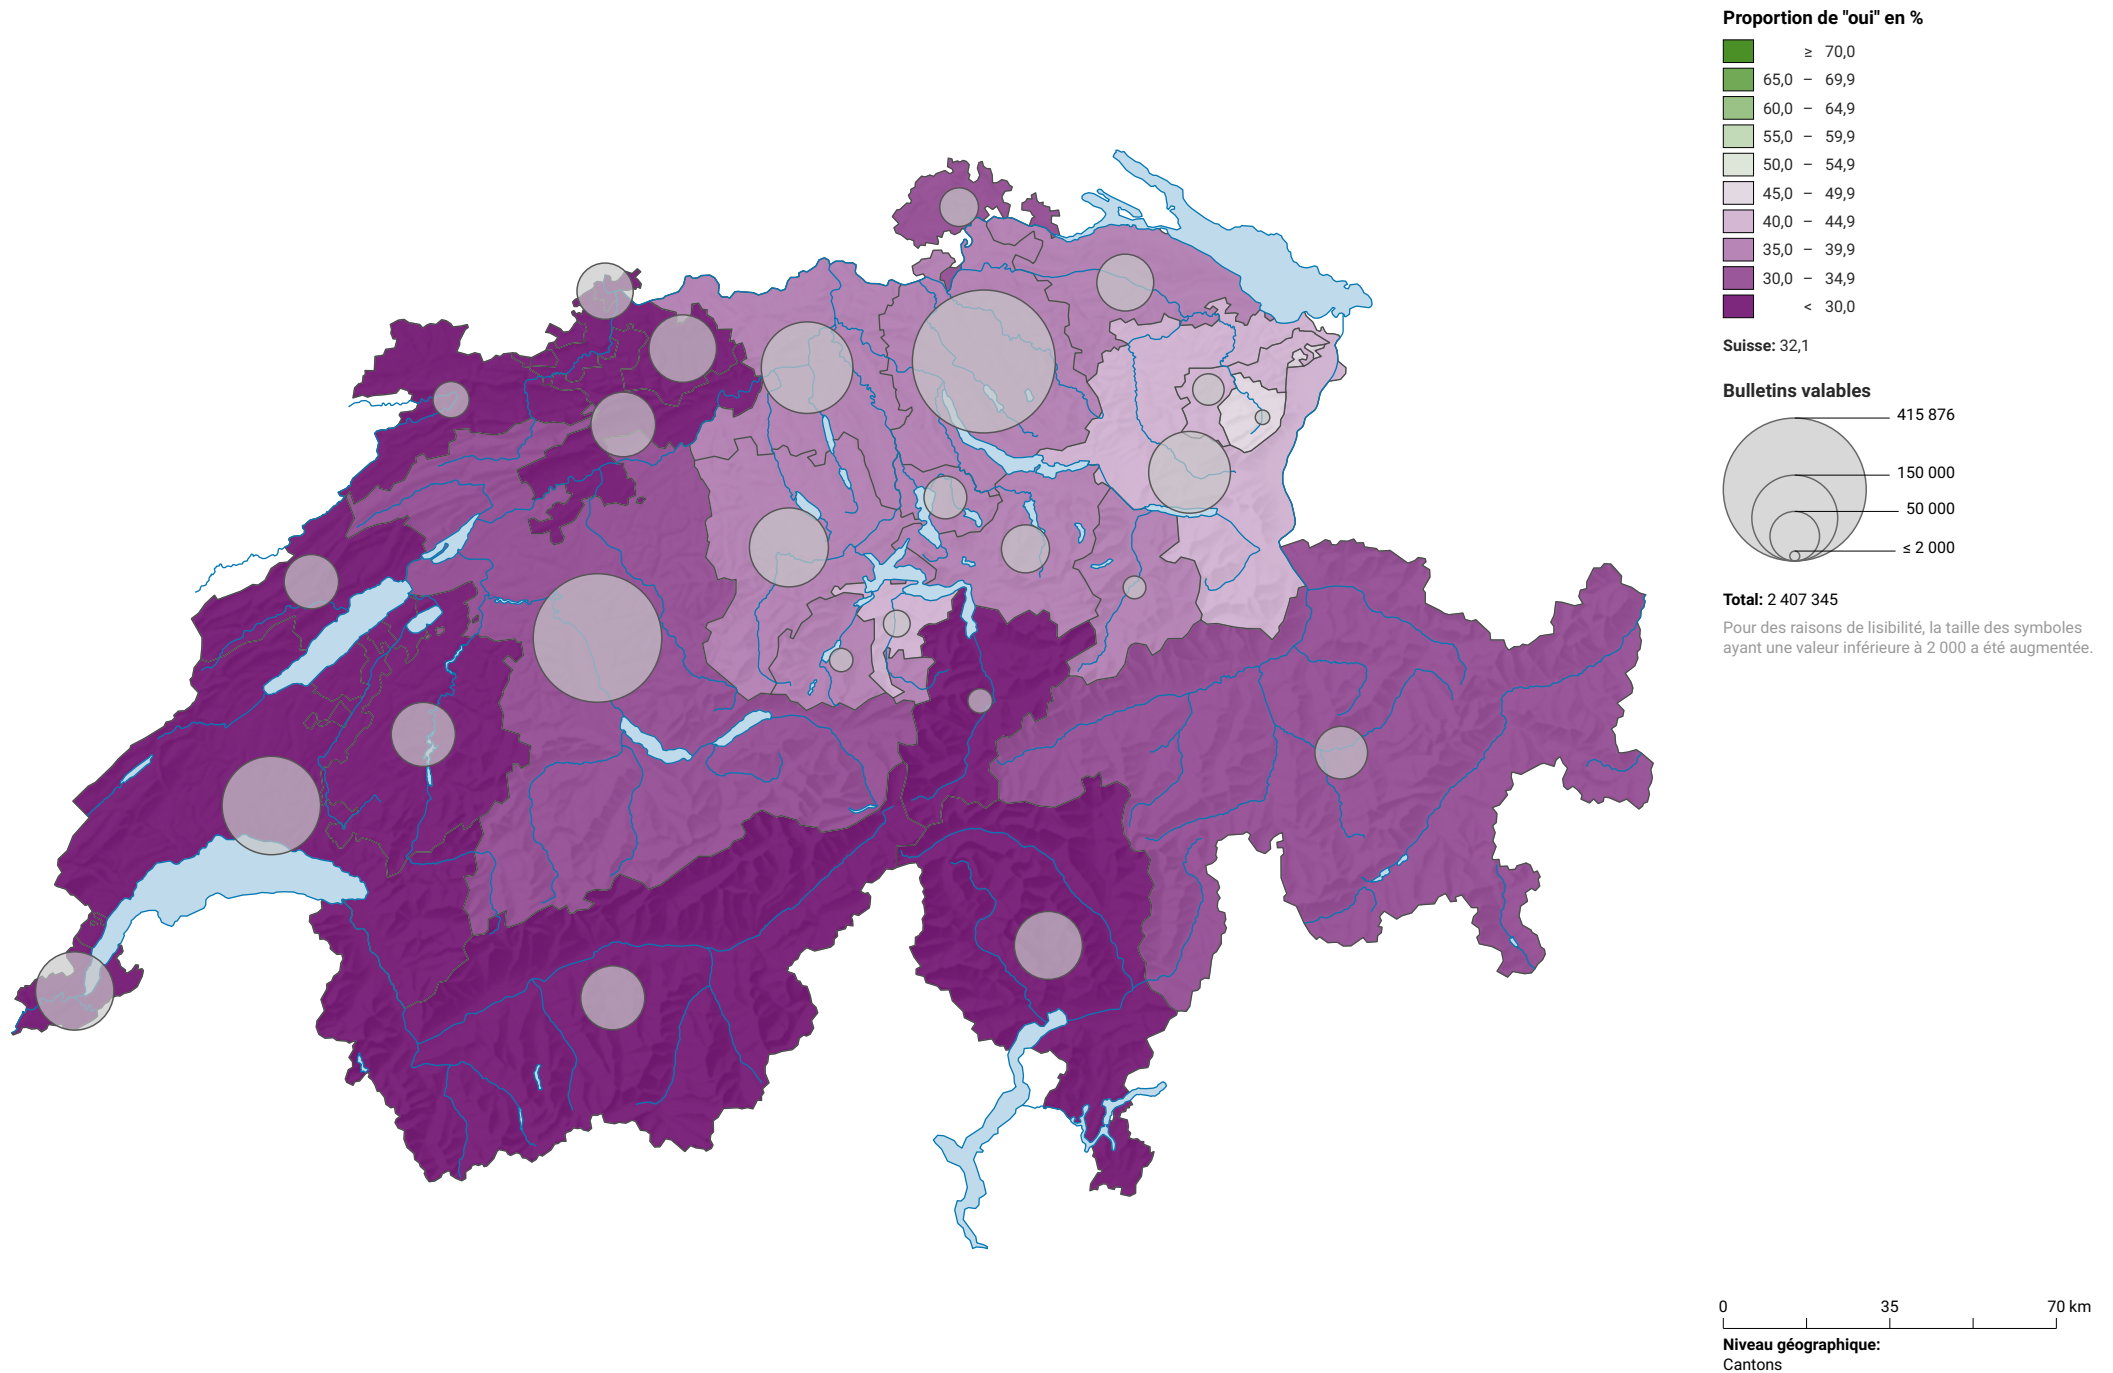 Proportion de "oui" en %
≥ 70,0
65,0 – 69,9
60,0 – 64,9
55,0 – 59,9
50,0 – 54,9
45,0 – 49,9
40,0 – 44,9
35,0 – 39,9
30,0 – 34,9
< 30,0
Suisse: 32,1
Bulletins valables
415 876
150 000
50 000
≤ 2 000
Total: 2 407 345
Pour des raisons de lisibilité, la taille des symboles
ayant une valeur inférieure à 2 000 a été augmentée.
0 35 70 km
Niveau géographique:
Cantons